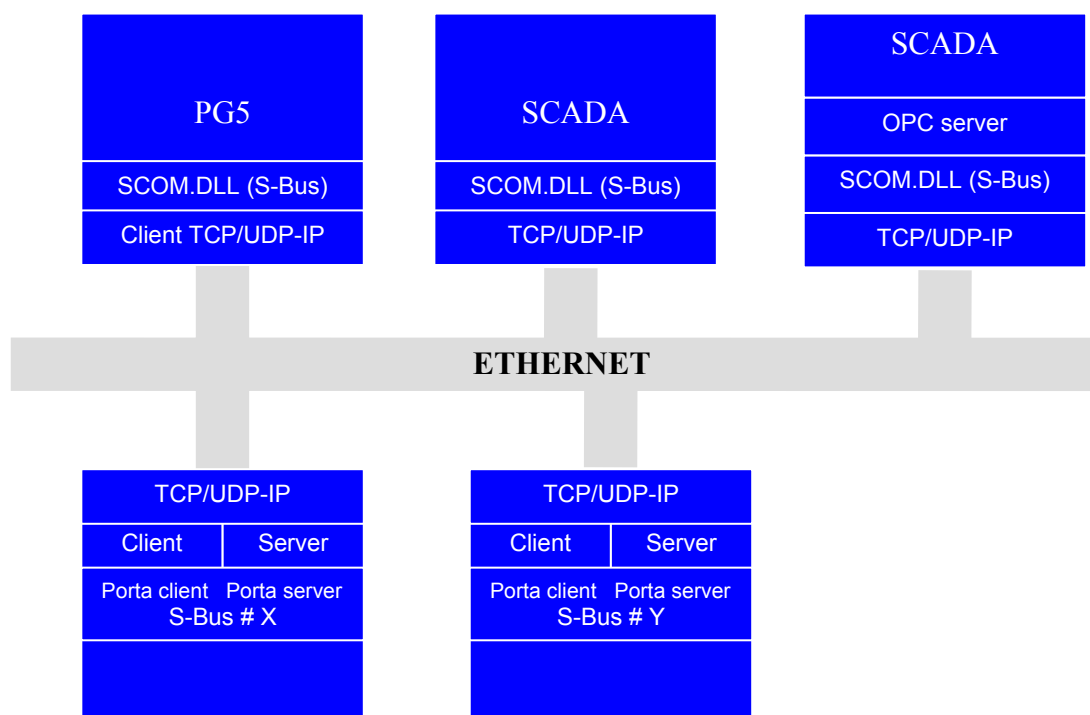 PG5
SCOM.DLL (S-Bus)
Client TCP/UDP-IP
SCADA
SCOM.DLL (S-Bus)
TCP/UDP-IP
SCADA
OPC server
SCOM.DLL (S-Bus)
TCP/UDP-IP
ETHERNET
TCP/UDP-IP
Client Server
Porta client Porta server
S-Bus # X
TCP/UDP-IP
Client Server
Porta client Porta server
S-Bus # Y